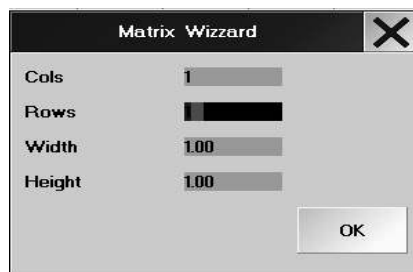 Matrix Wizzard
Cols 1
Rows 1
Width 1.00
Height 1.00
OK